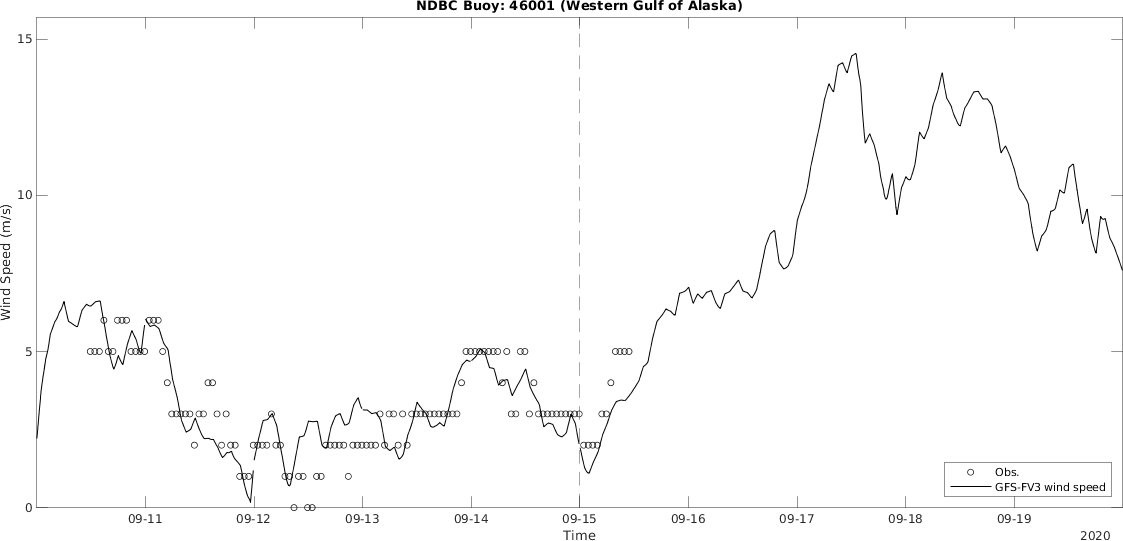 NDBC Buoy: 46001 (Western Gulf of Alaska)
15
10
5
0
Wind Speed (m/s)
Obs.
GFS-FV3 wind speed
09-11 09-12 09-13 09-14 09-15 09-16 09-17 09-18 09-19
Time
2020